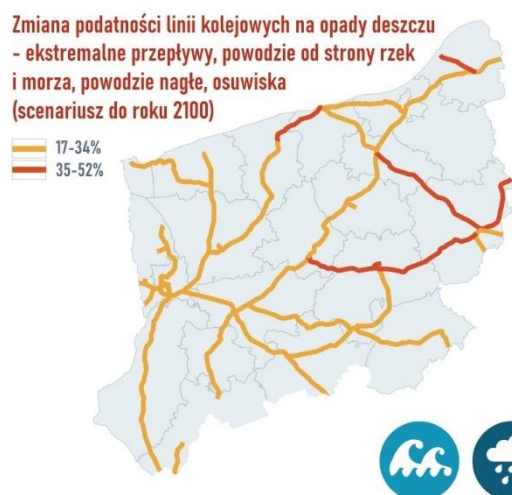 Zmiana podatności linii kolejowych na opady deszczu
- ekstremalne przepływy, powodzie od strony rzek
i morza, powodzie nagłe, osuwiska
(scenariusz do roku 2100)
17-34%
35-52%